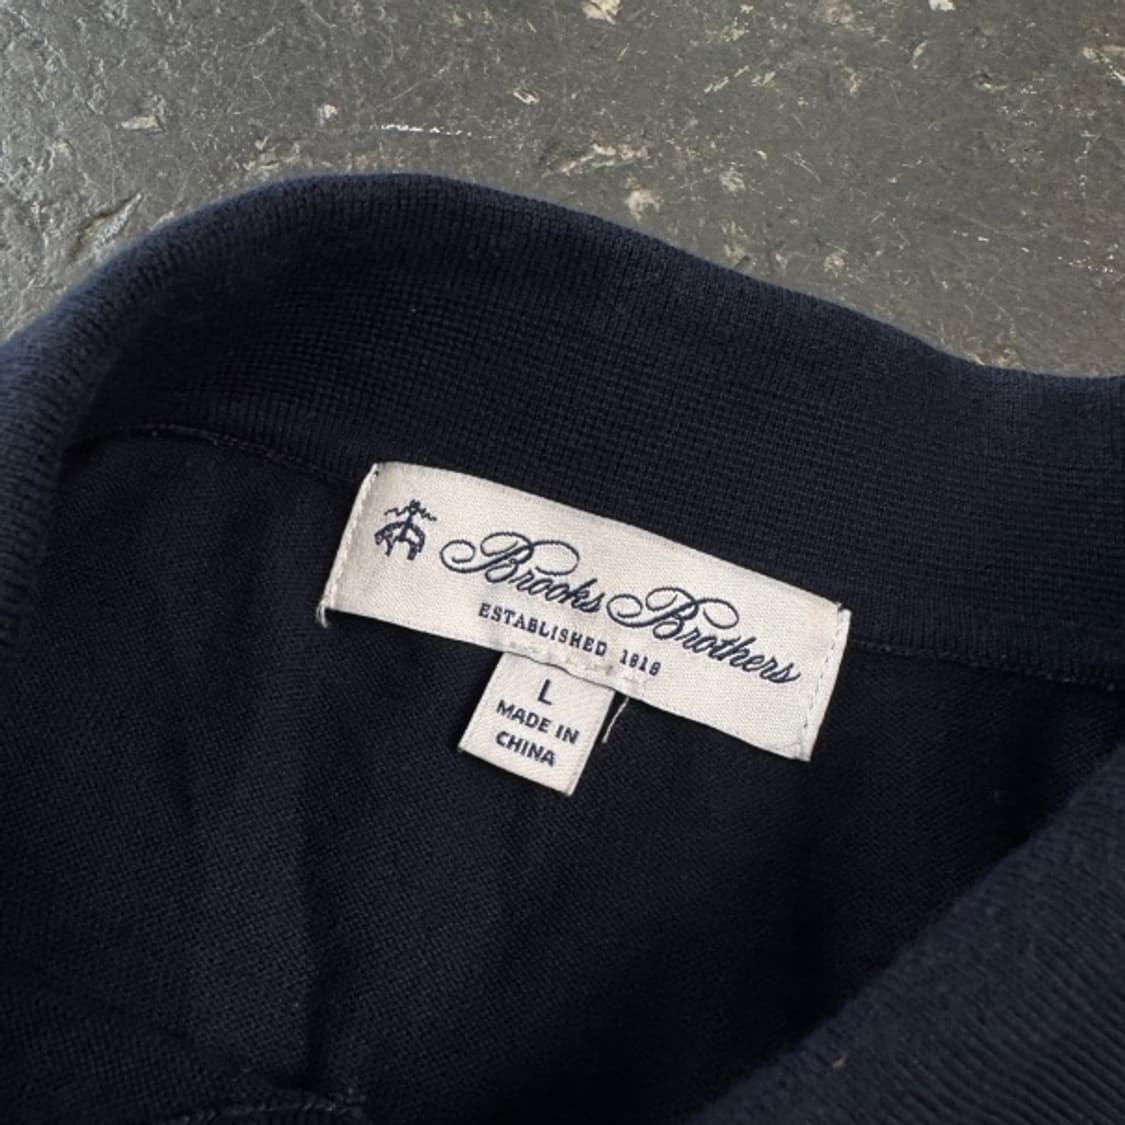 Brooks Brothers
ESTABLISHED 1818
L
MADE IN
CHINA